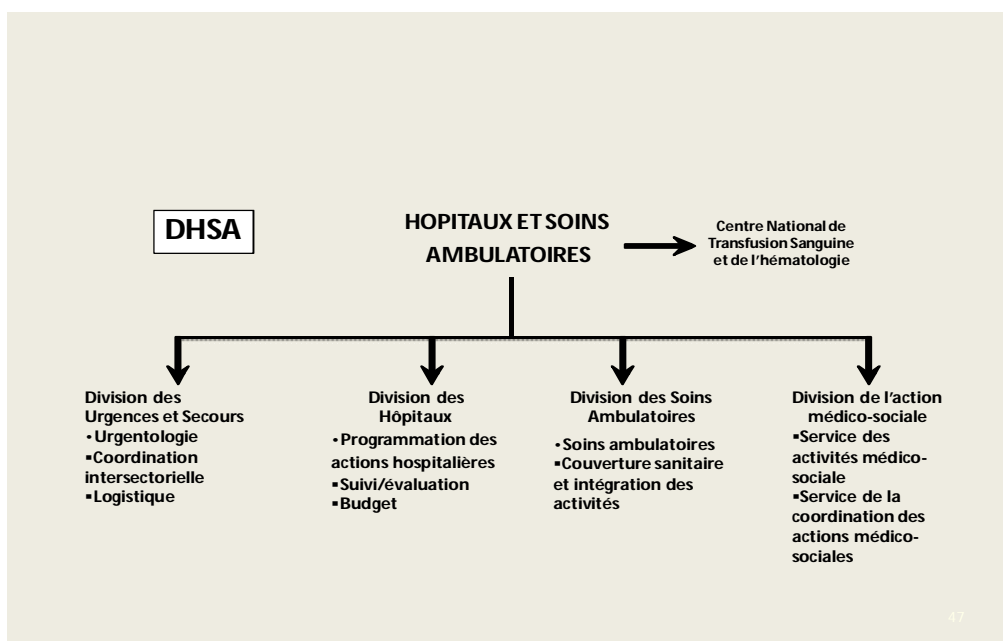 DHSA
HOPITAUX ET SOINS
AMBULATOIRES
Centre National de
Transfusion Sanguine
et de l'hématologie
Division des
Urgences et Secours
•Urgentologie
▪Coordination
intersectorielle
▪Logistique
Division des
Hôpitaux
•Programmation des
actions hospitalières
▪Suivi/évaluation
▪Budget
Division des Soins
Ambulatoires
•Soins ambulatoires
▪Couverture sanitaire
et intégration des
activités
Division de l'action
médico-sociale
▪Service des
activités médico-
sociale
▪Service de la
coordination des
actions médico-
sociales
47